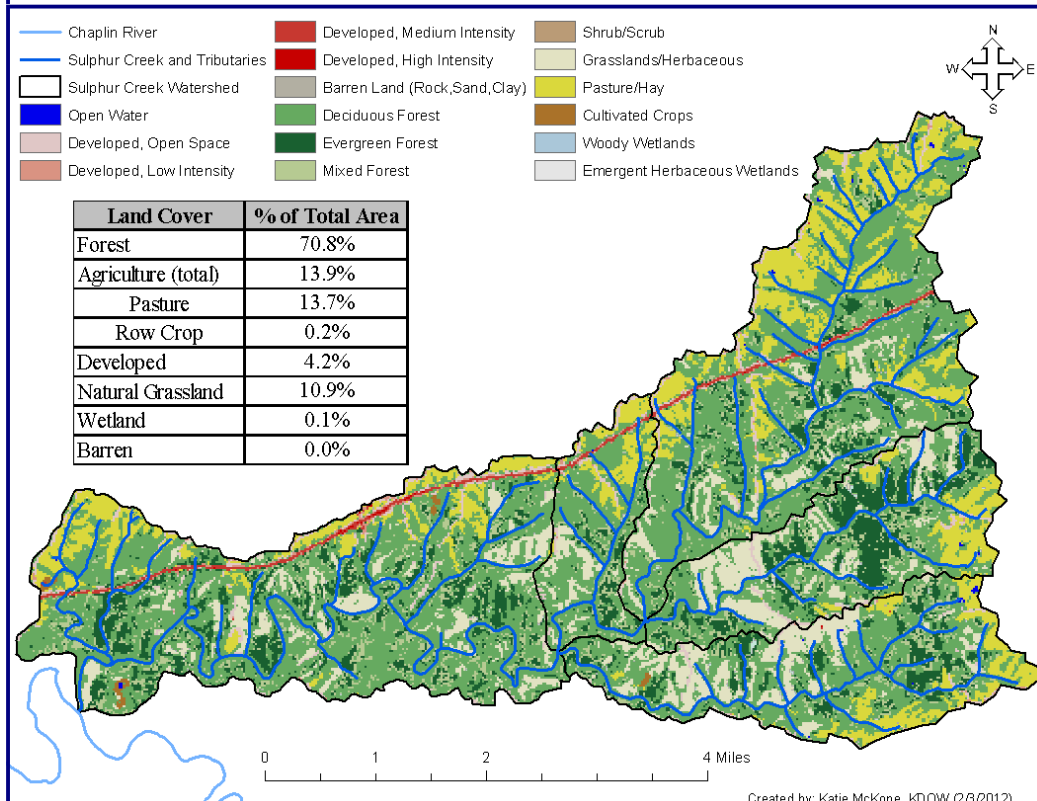 Chaplin River
Sulphur Creek and Tributaries
Sulphur Creek Watershed
Open Water
Developed, Open Space
Developed, Low Intensity
Developed, Medium Intensity
Developed, High Intensity
Barren Land (Rock,Sand,Clay)
Deciduous Forest
Evergreen Forest
Mixed Forest
Shrub/Scrub
Grasslands/Herbaceous
Pasture/Hay
Cultivated Crops
Woody Wetlands
Emergent Herbaceous Wetlands
N
W E
S
Land Cover % of Total Area
Forest 70.8%
Agriculture (total) 13.9%
Pasture 13.7%
Row Crop 0.2%
Developed 4.2%
Natural Grassland 10.9%
Wetland 0.1%
Barren 0.0%
0 1 2 4 Miles
Created by: Katie McKone, KDOW (2/3/2012)